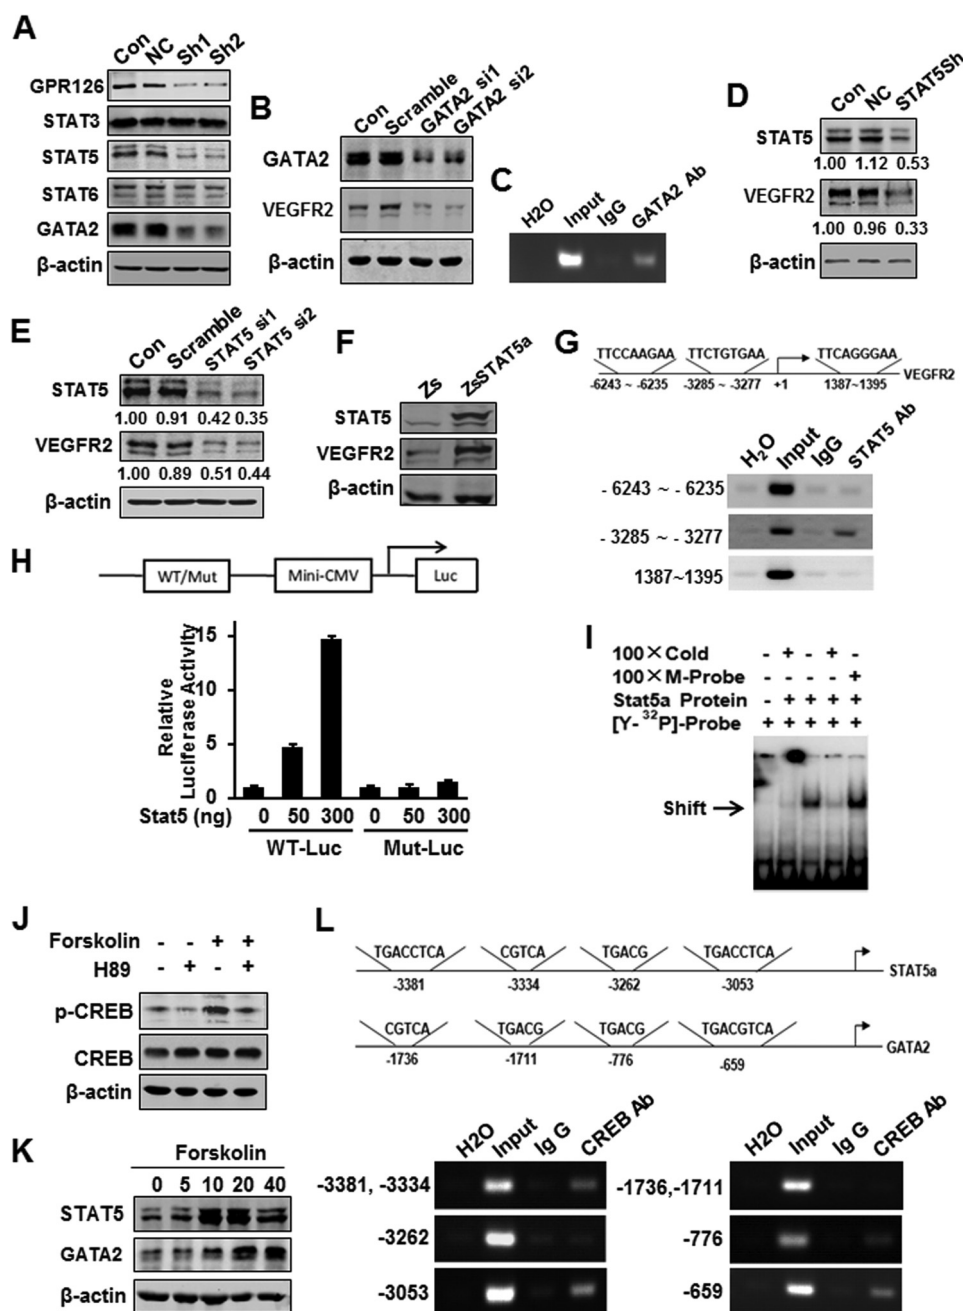 A
Con NC Sh1 Sh2
GPR126
STAT3
STAT5
STAT6
GATA2
β-actin
B
Con Scramble GATA2 si1 GATA2 si2
GATA2
VEGFR2
β-actin
C
H2O Input IgG GATA2 Ab
D
Con NC STAT5Sh
STAT5
1.00 1.12 0.53
VEGFR2
1.00 0.96 0.33
β-actin
E
Con Scramble STAT5 si1 STAT5 si2
STAT5
1.00 0.91 0.42 0.35
VEGFR2
1.00 0.89 0.51 0.44
β-actin
F
Zs ZsSTAT5a
STAT5
VEGFR2
β-actin
G
TTCCAAGAA TTCTGTGAA TTCAGGGAA
-6243 ~ -6235 -3285 ~ -3277 +1 1387~1395 VEGFR2
H₂O Input IgG STAT5 Ab
- 6243 ~ - 6235
- 3285 ~ - 3277
1387~1395
H
WT/Mut Mini-CMV Luc
Relative
Luciferase Activity
15
10
5
0
Stat5 (ng) 0 50 300 0 50 300
WT-Luc Mut-Luc
I
100×Cold - + - + -
100×M-Probe - - - - +
Stat5a Protein - + + + +
[Y-³²P]-Probe + + + + +
Shift →
J
Forskolin - - + +
H89 - + - +
p-CREB
CREB
β-actin
K
Forskolin
0 5 10 20 40
STAT5
GATA2
β-actin
L
TGACCTCA CGTCA TGACG TGACCTCA
-3381 -3334 -3262 -3053 STAT5a
CGTCA TGACG TGACG TGACGTCA
-1736 -1711 -776 -659 GATA2
H2O Input Ig G CREB Ab
-3381, -3334
-3262
-3053
H2O Input Ig G CREB Ab
-1736,-1711
-776
-659